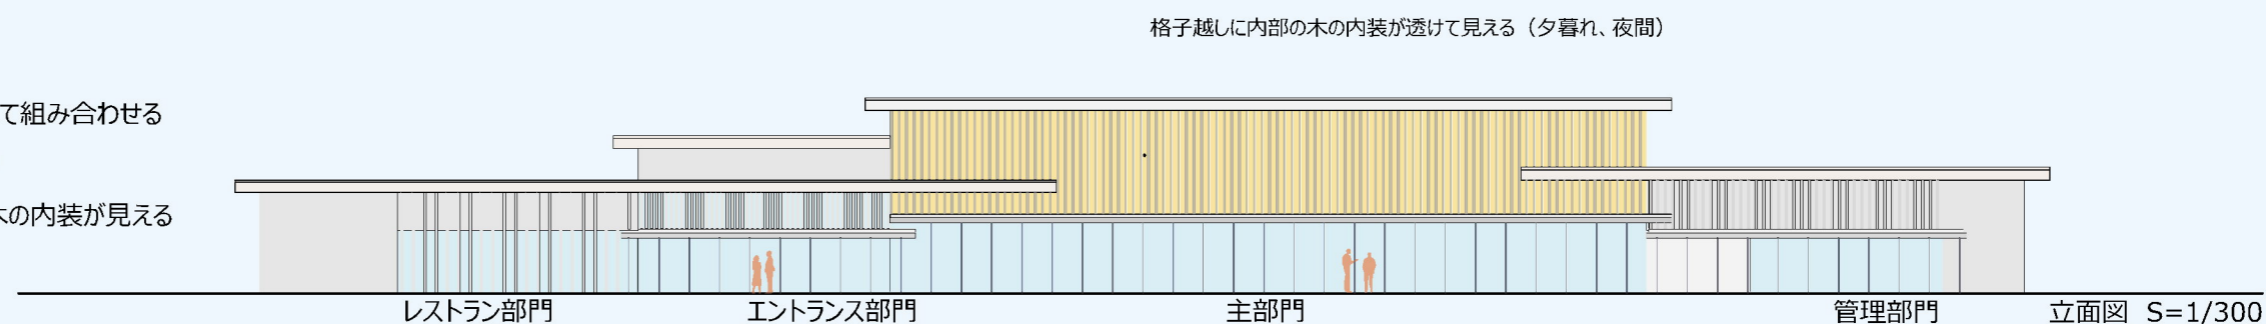 格子越しに内部の木の内装が透けて見える（夕暮れ、夜間）
て組み合わせる
木の内装が見える
レストラン部門
エントランス部門
主部門
管理部門
立面図 S=1/300